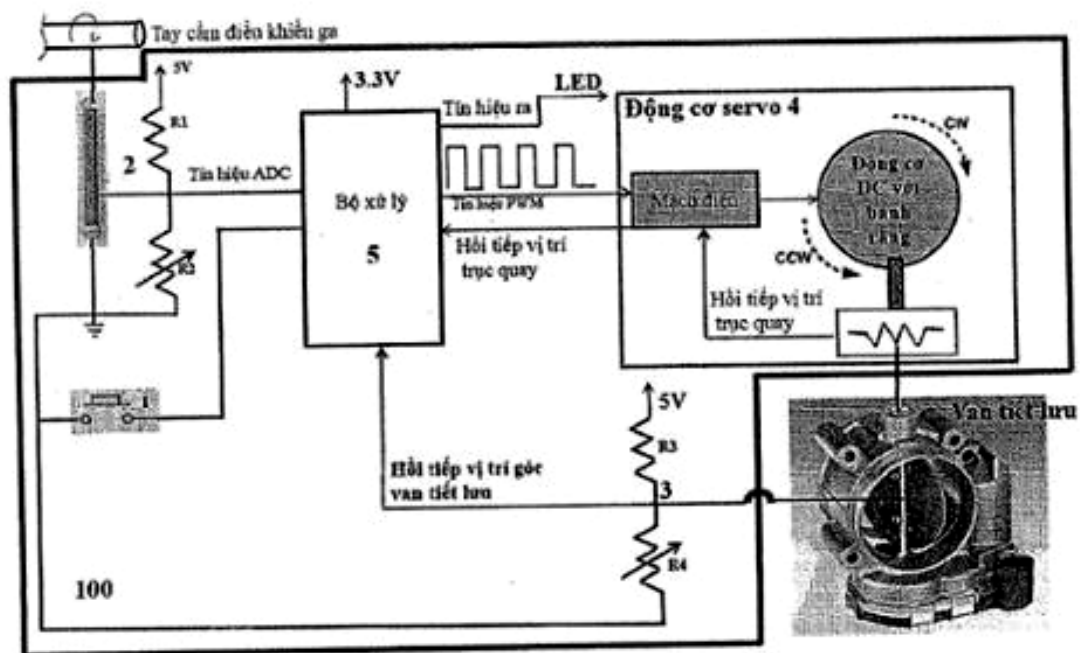 Tay cầm điều khiển ga
5V
R1
2
R2
Tín hiệu ADC
3.3V
Bộ xử lý
5
Tín hiệu ra
LED
Tín hiệu PWM
Hồi tiếp vị trí
trục quay
Động cơ servo 4
Mạch điện
CW
Động cơ
DC với
bánh
răng
CCW
Hồi tiếp vị trí
trục quay
1
5V
R3
3
R4
Hồi tiếp vị trí góc
van tiết lưu
Van tiết lưu
100